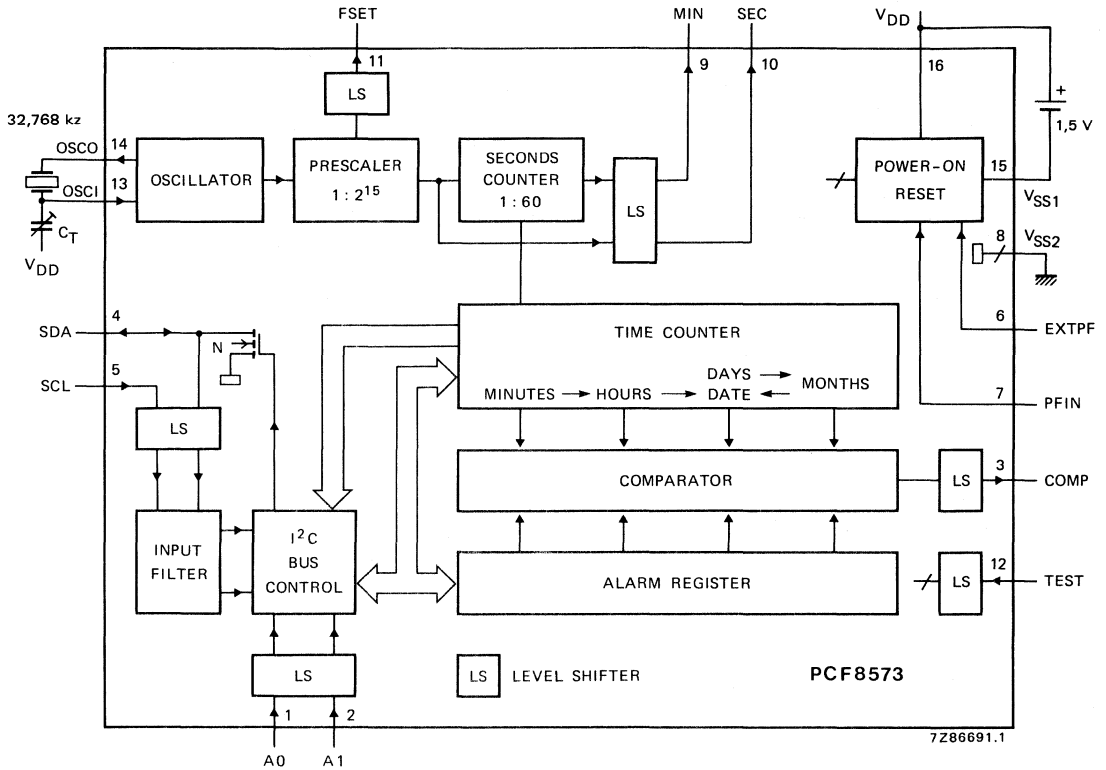 FSET
MIN
SEC
VDD
11
9
10
16
LS
+
1,5 V
32,768 kz
OSCO
14
OSCI
13
CT
VDD
OSCILLATOR
PRESCALER
1 : 2^15
SECONDS
COUNTER
1 : 60
LS
POWER-ON
RESET
15
VSS1
8
VSS2
6
EXTPF
7
PFIN
SDA
4
N
SCL
5
LS
TIME COUNTER
MINUTES → HOURS → DAYS →
DATE ← MONTHS
COMPARATOR
LS
3
COMP
INPUT
FILTER
I²C
BUS
CONTROL
ALARM REGISTER
LS
12
TEST
LS
LS
LEVEL SHIFTER
PCF8573
1
2
A0
A1
7Z86691.1